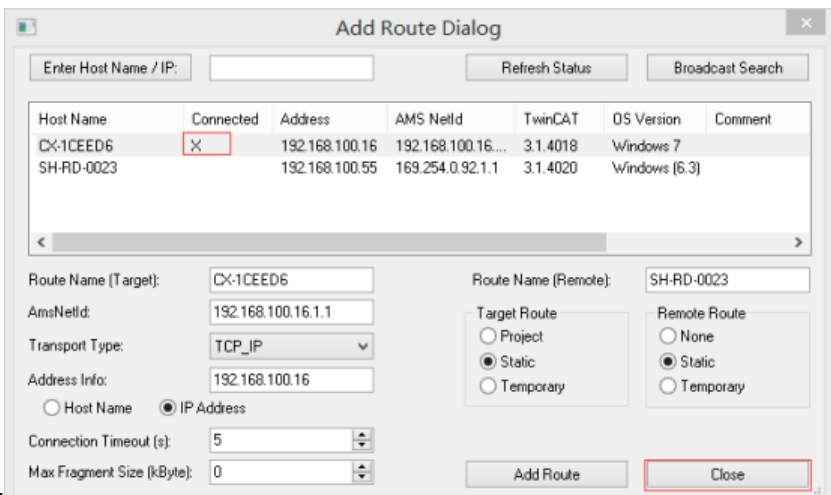 Add Route Dialog
Enter Host Name / IP: Refresh Status Broadcast Search
Host Name Connected Address AMS NetId TwinCAT OS Version Comment
CX-1CEED6 X 192.168.100.16 192.168.100.16.... 3.1.4018 Windows 7
SH-RD-0023 192.168.100.55 169.254.0.92.1.1 3.1.4020 Windows (6.3)
Route Name (Target): CX-1CEED6 Route Name (Remote): SH-RD-0023
AmsNetId: 192.168.100.16.1.1 Target Route Remote Route
Transport Type: TCP_IP Project None
Static Static
Address Info: 192.168.100.16 Temporary Temporary
Host Name IP Address
Connection Timeout (s): 5
Max Fragment Size (kByte): 0 Add Route Close